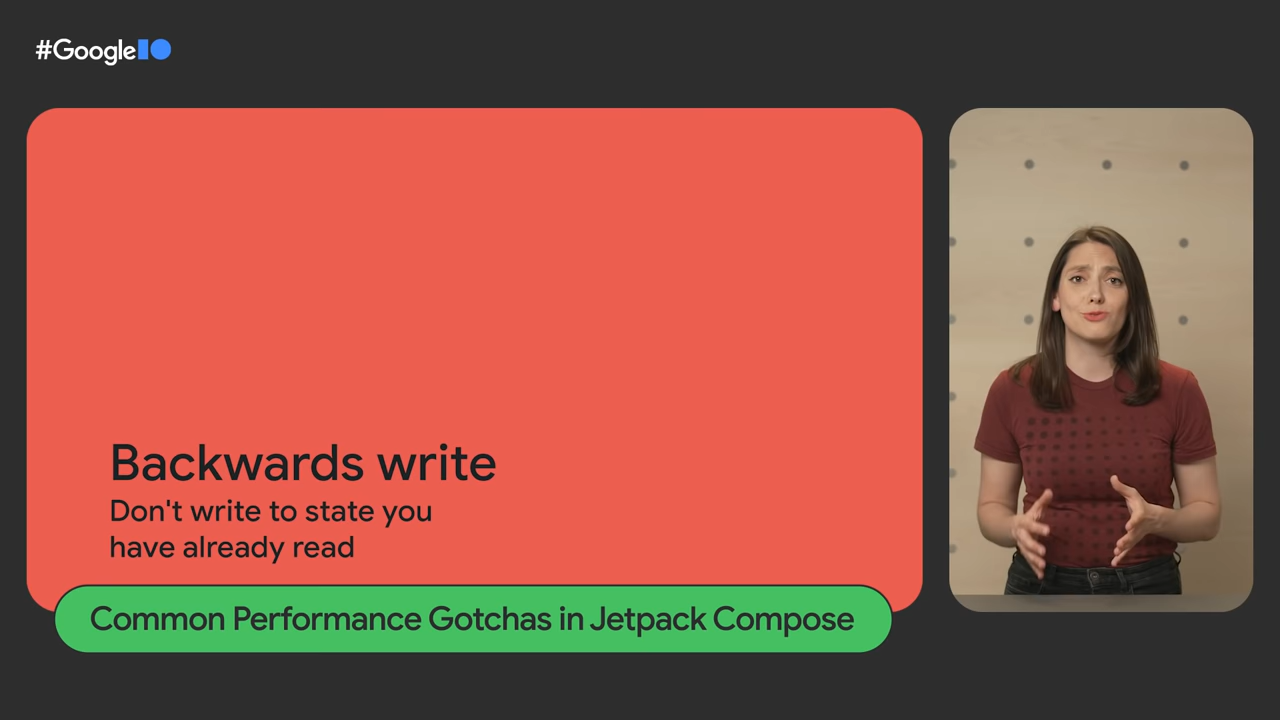 #GoogleIO
Backwards write
Don't write to state you
have already read
Common Performance Gotchas in Jetpack Compose